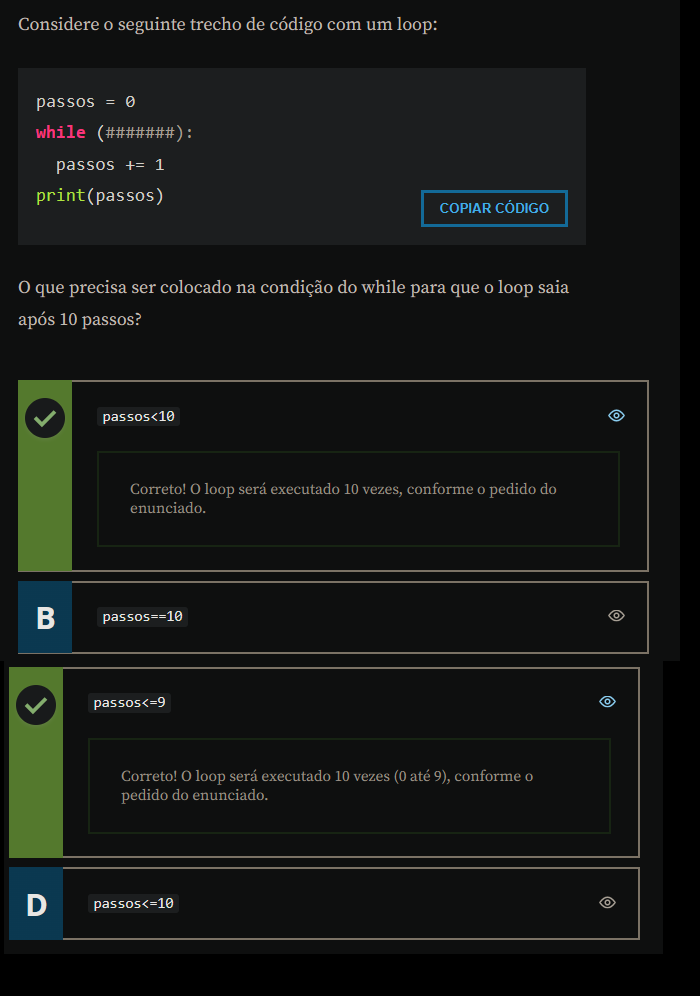 Considere o seguinte trecho de código com um loop:
passos = 0
while (#######):
  passos += 1
print(passos)
COPIAR CÓDIGO
O que precisa ser colocado na condição do while para que o loop saia
após 10 passos?
passos<10
Correto! O loop será executado 10 vezes, conforme o pedido do
enunciado.
B
passos==10
passos<=9
Correto! O loop será executado 10 vezes (0 até 9), conforme o
pedido do enunciado.
D
passos<=10